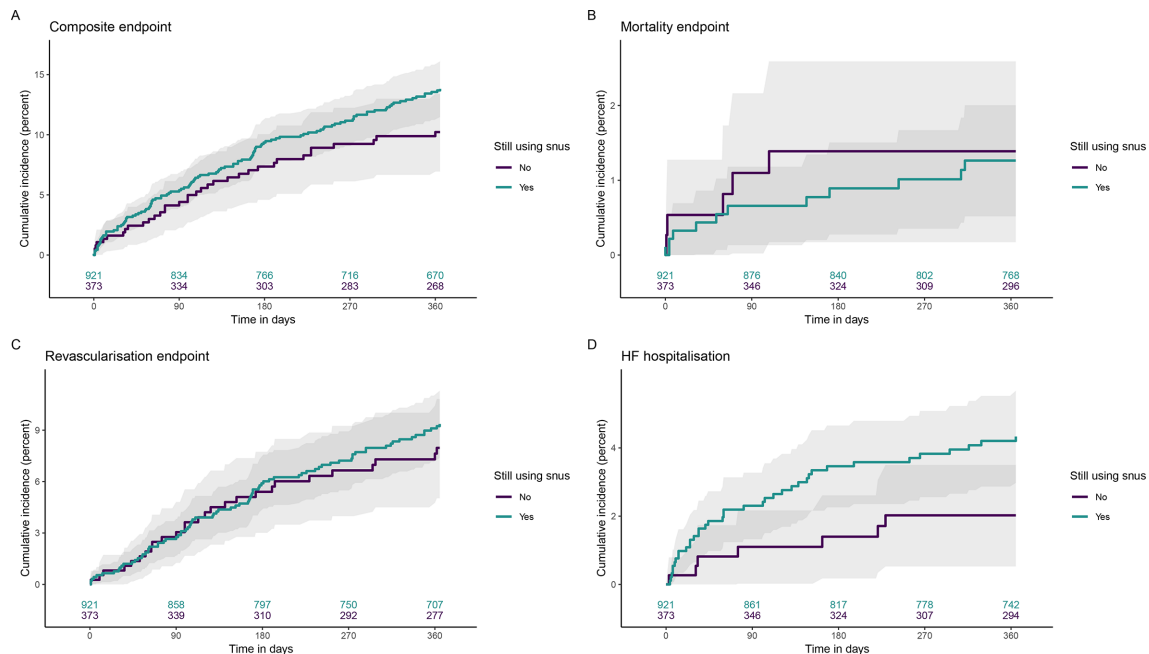 A
Composite endpoint
Cumulative incidence (percent)
15
10
5
0
921 834 766 716 670
373 334 303 283 268
0 90 180 270 360
Time in days
Still using snus
No
Yes
B
Mortality endpoint
Cumulative incidence (percent)
2
1
0
921 876 840 802 768
373 346 324 309 296
0 90 180 270 360
Time in days
Still using snus
No
Yes
C
Revascularisation endpoint
Cumulative incidence (percent)
9
6
3
0
921 858 797 750 707
373 339 310 292 277
0 90 180 270 360
Time in days
Still using snus
No
Yes
D
HF hospitalisation
Cumulative incidence (percent)
4
2
0
921 861 817 778 742
373 346 324 307 294
0 90 180 270 360
Time in days
Still using snus
No
Yes